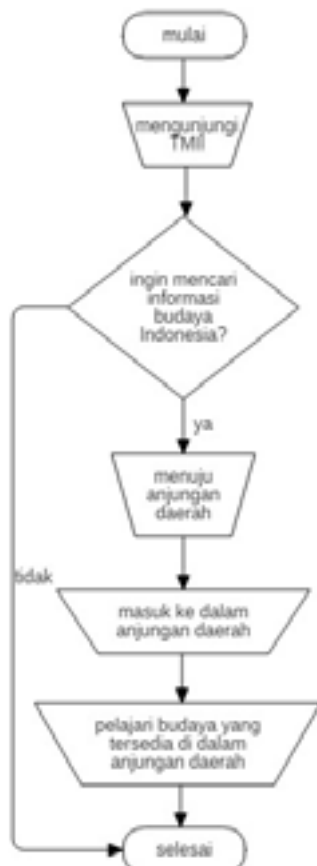 mulai
mengunjungi
TMII
ingin mencari
informasi
budaya
Indonesia?
ya
menuju
anjungan
daerah
tidak
masuk ke dalam
anjungan daerah
pelajari budaya yang
tersedia di dalam
anjungan daerah
selesai